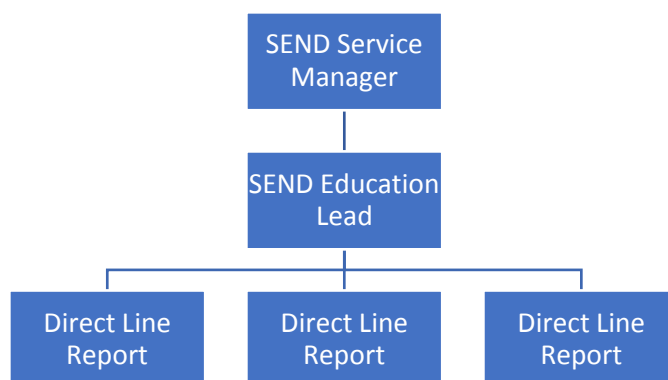 SEND Service
Manager
SEND Education
Lead
Direct Line
Report
Direct Line
Report
Direct Line
Report